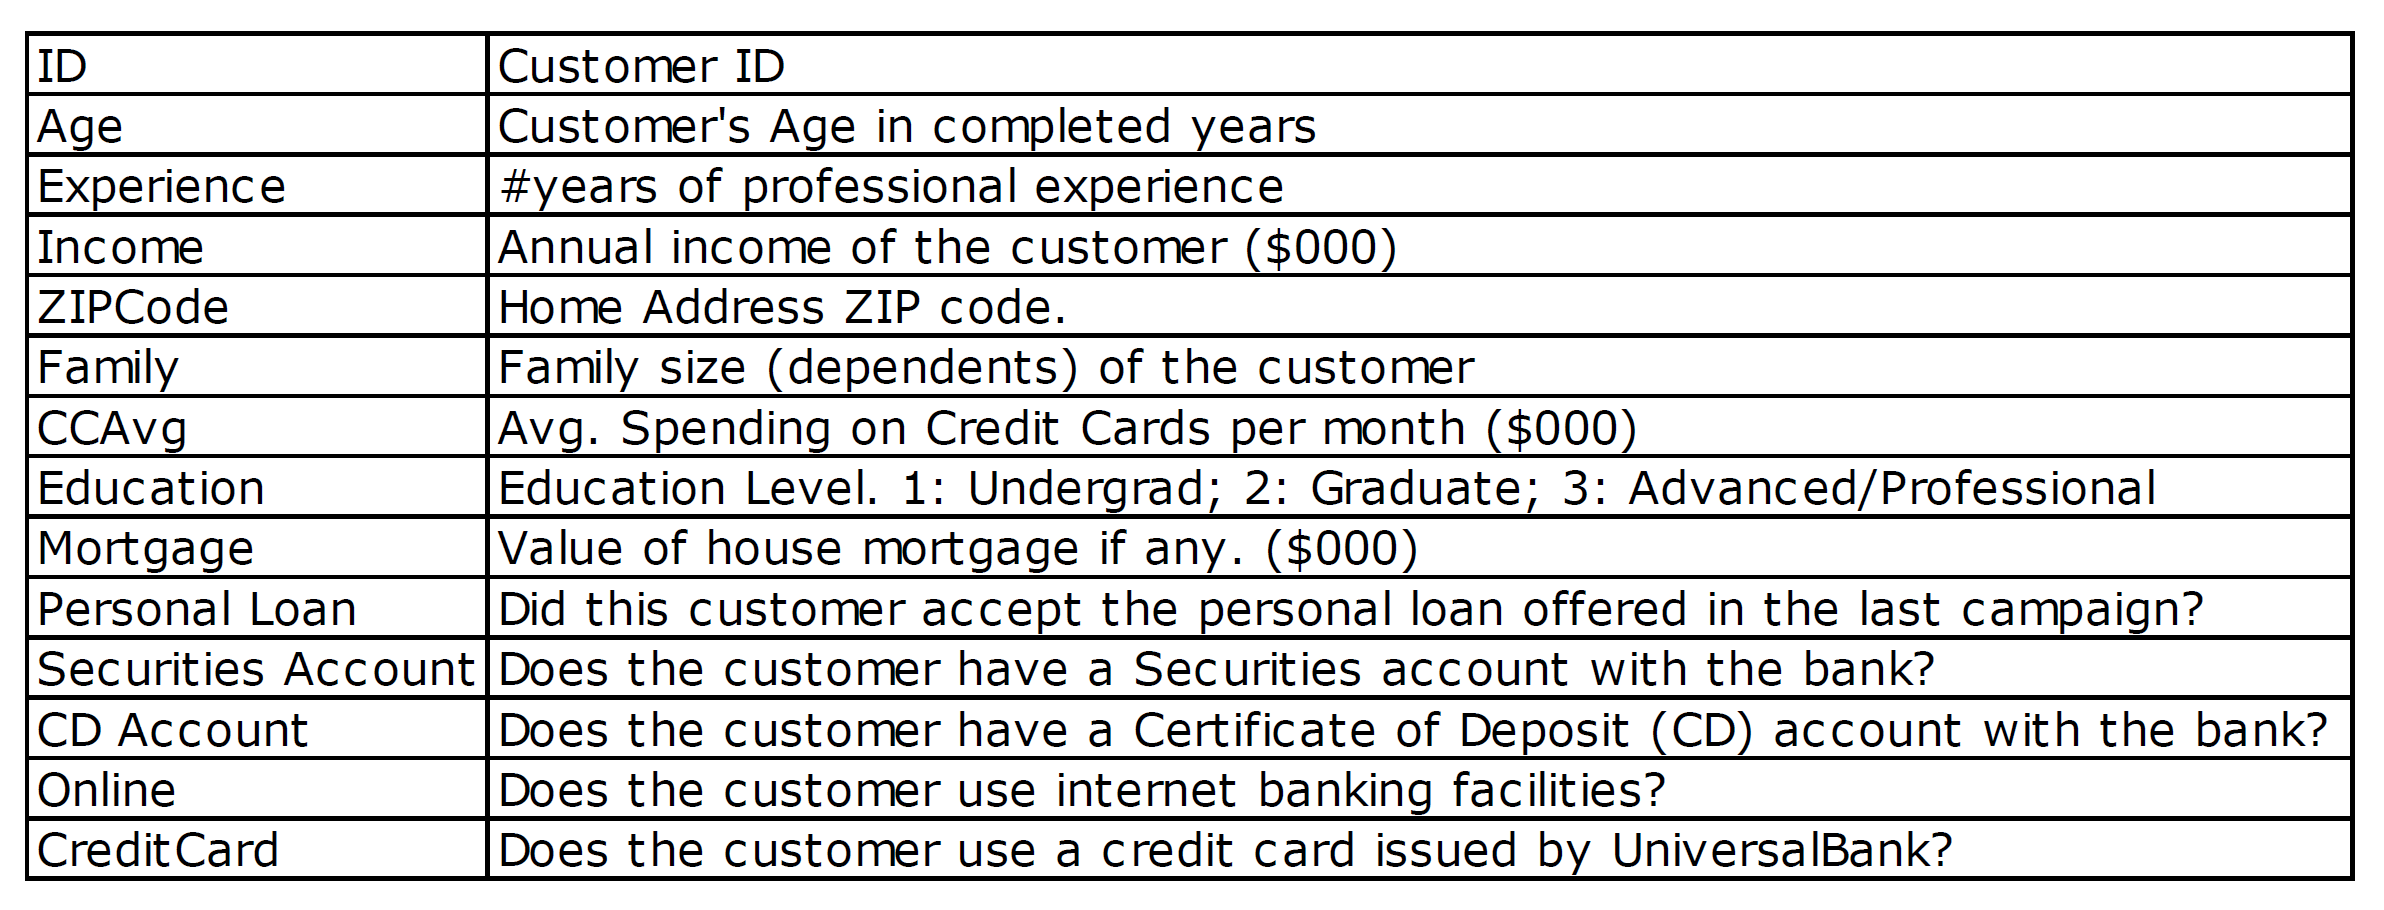 ID Customer ID
Age Customer's Age in completed years
Experience #years of professional experience
Income Annual income of the customer ($000)
ZIPCode Home Address ZIP code.
Family Family size (dependents) of the customer
CCAvg Avg. Spending on Credit Cards per month ($000)
Education Education Level. 1: Undergrad; 2: Graduate; 3: Advanced/Professional
Mortgage Value of house mortgage if any. ($000)
Personal Loan Did this customer accept the personal loan offered in the last campaign?
Securities Account Does the customer have a Securities account with the bank?
CD Account Does the customer have a Certificate of Deposit (CD) account with the bank?
Online Does the customer use internet banking facilities?
CreditCard Does the customer use a credit card issued by UniversalBank?